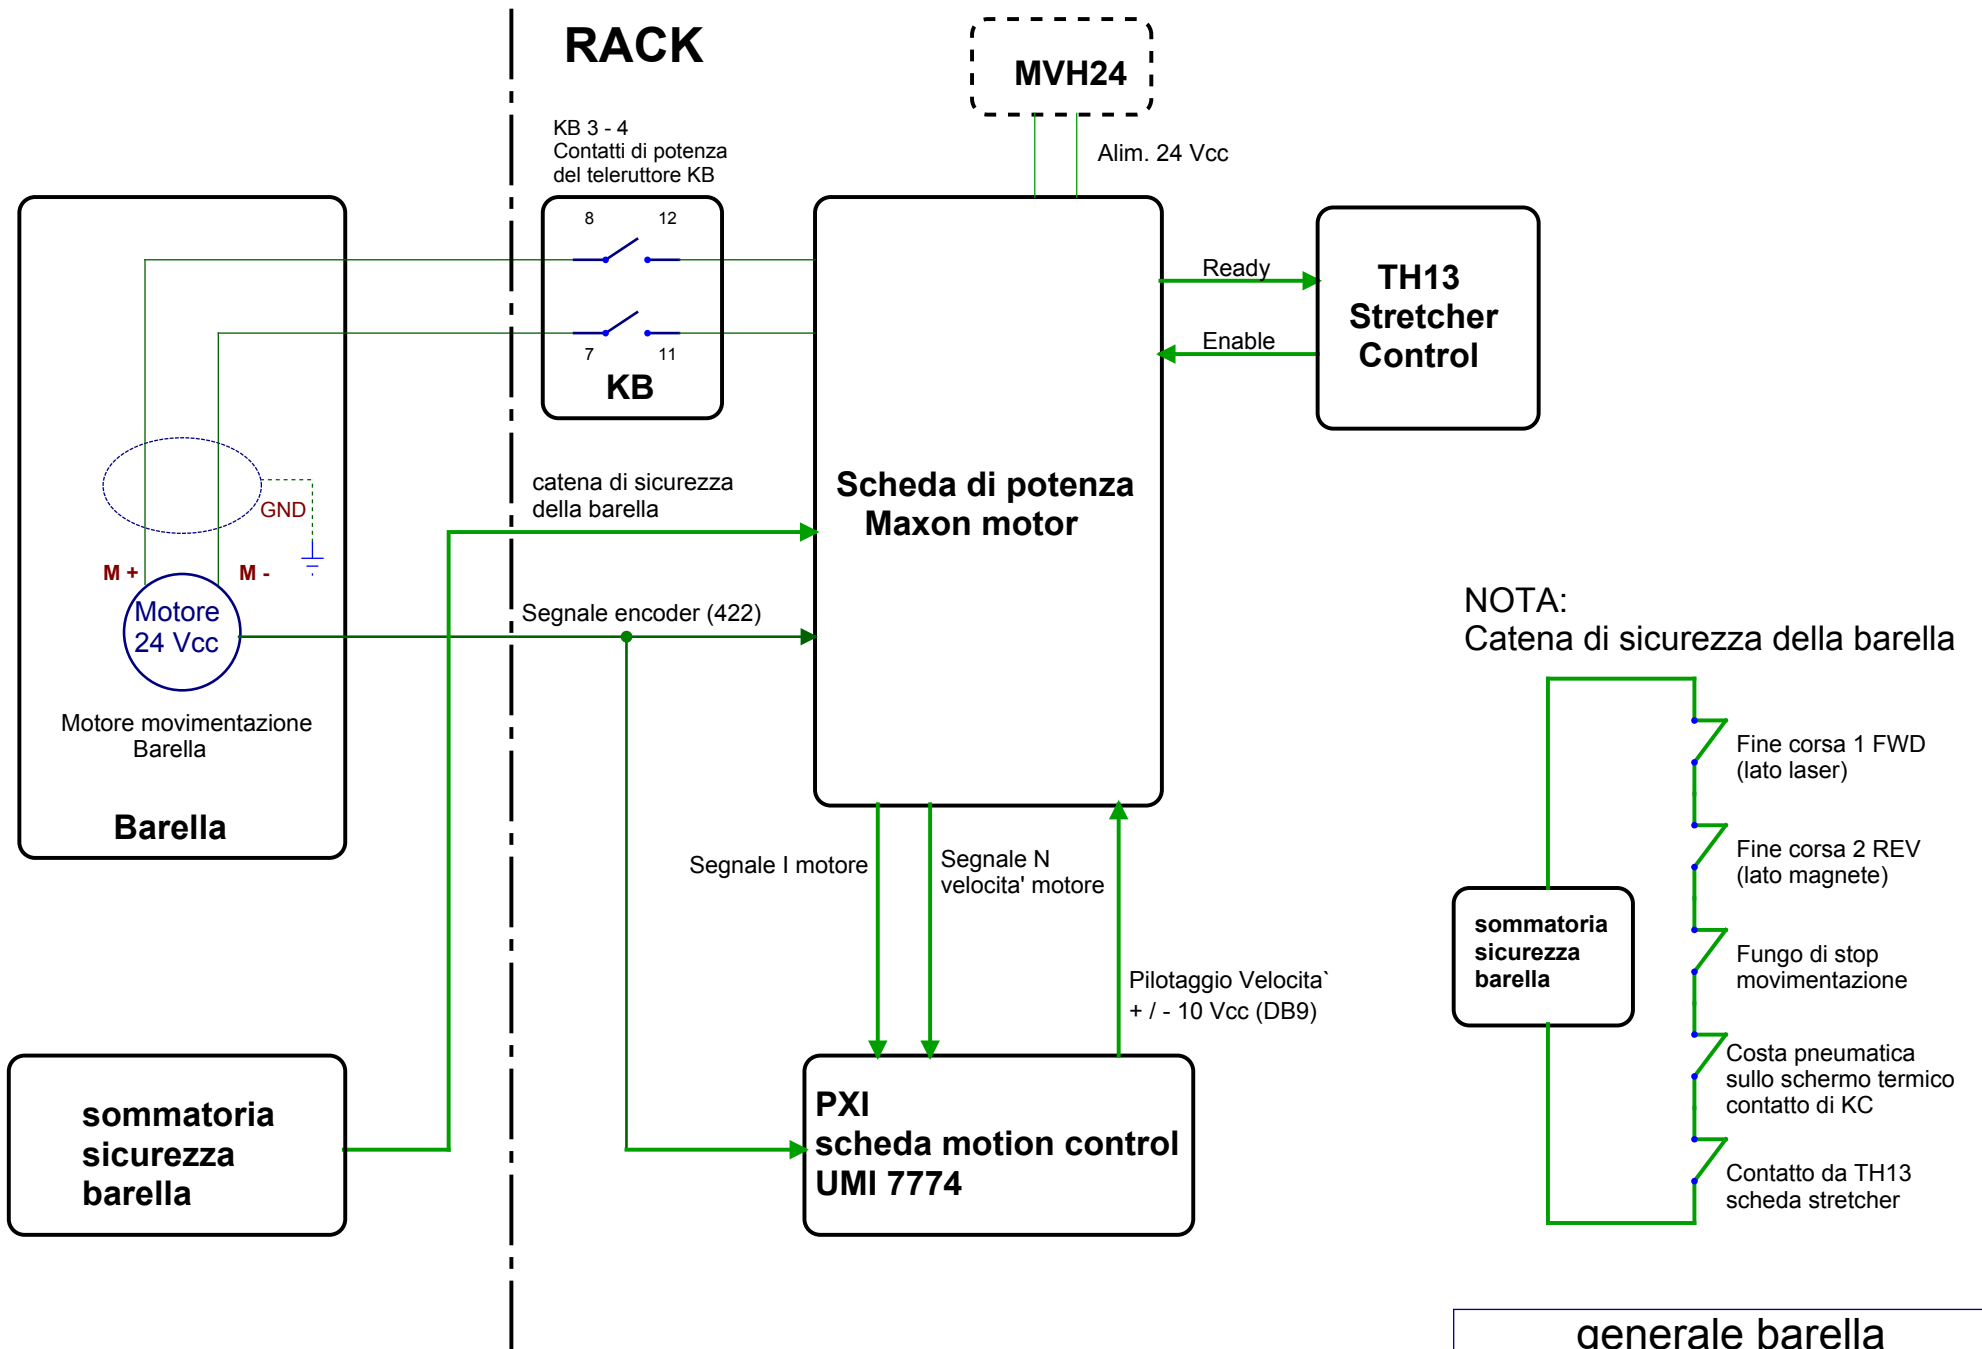 RACK
MVH24
KB 3 - 4
Contatti di potenza
del teleruttore KB
Alim. 24 Vcc
8 12
7 11
KB
Ready
Enable
TH13
Stretcher
Control
GND
M + M -
Motore
24 Vcc
Motore movimentazione
Barella
Barella
catena di sicurezza
della barella
Segnale encoder (422)
Scheda di potenza
Maxon motor
Segnale I motore
Segnale N
velocita' motore
Pilotaggio Velocita`
+ / - 10 Vcc (DB9)
sommatoria
sicurezza
barella
PXI
scheda motion control
UMI 7774
NOTA:
Catena di sicurezza della barella
Fine corsa 1 FWD
(lato laser)
Fine corsa 2 REV
(lato magnete)
sommatoria
sicurezza
barella
Fungo di stop
movimentazione
Costa pneumatica
sullo schermo termico
contatto di KC
Contatto da TH13
scheda stretcher
generale barella